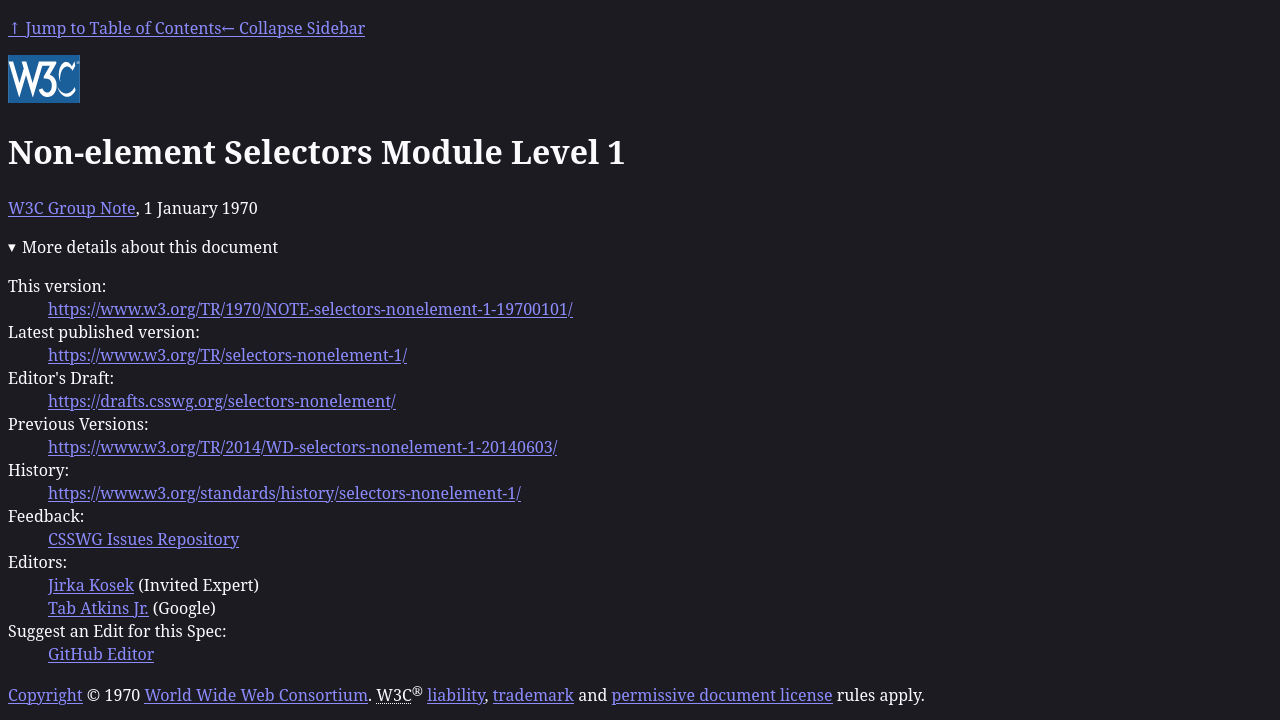 ↑ Jump to Table of Contents← Collapse Sidebar
W3C®
Non-element Selectors Module Level 1
W3C Group Note, 1 January 1970
▾ More details about this document
This version:
https://www.w3.org/TR/1970/NOTE-selectors-nonelement-1-19700101/
Latest published version:
https://www.w3.org/TR/selectors-nonelement-1/
Editor's Draft:
https://drafts.csswg.org/selectors-nonelement/
Previous Versions:
https://www.w3.org/TR/2014/WD-selectors-nonelement-1-20140603/
History:
https://www.w3.org/standards/history/selectors-nonelement-1/
Feedback:
CSSWG Issues Repository
Editors:
Jirka Kosek (Invited Expert)
Tab Atkins Jr. (Google)
Suggest an Edit for this Spec:
GitHub Editor
Copyright © 1970 World Wide Web Consortium. W3C® liability, trademark and permissive document license rules apply.